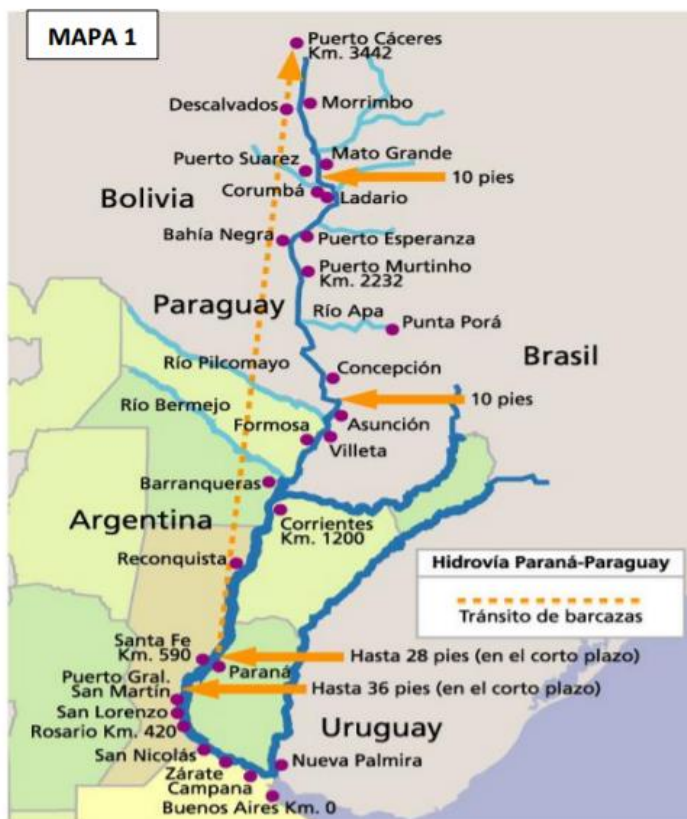 MAPA 1
Puerto Cáceres
Km. 3442
Descalvados
Morrimbo
Puerto Suarez
Mato Grande
10 pies
Corumbá
Ladario
Bolivia
Bahía Negra
Puerto Esperanza
Puerto Murtinho
Km. 2232
Paraguay
Río Apa
Punta Porá
Río Pilcomayo
Concepción
Brasil
Río Bermejo
10 pies
Formosa
Asunción
Villeta
Barranqueras
Argentina
Corrientes
Km. 1200
Reconquista
Hidrovía Paraná-Paraguay
Tránsito de barcazas
Santa Fe
Km. 590
Hasta 28 pies (en el corto plazo)
Paraná
Puerto Gral.
San Martín
Hasta 36 pies (en el corto plazo)
San Lorenzo
Rosario Km. 420
Uruguay
San Nicolás
Nueva Palmira
Zárate
Campana
Buenos Aires Km. 0